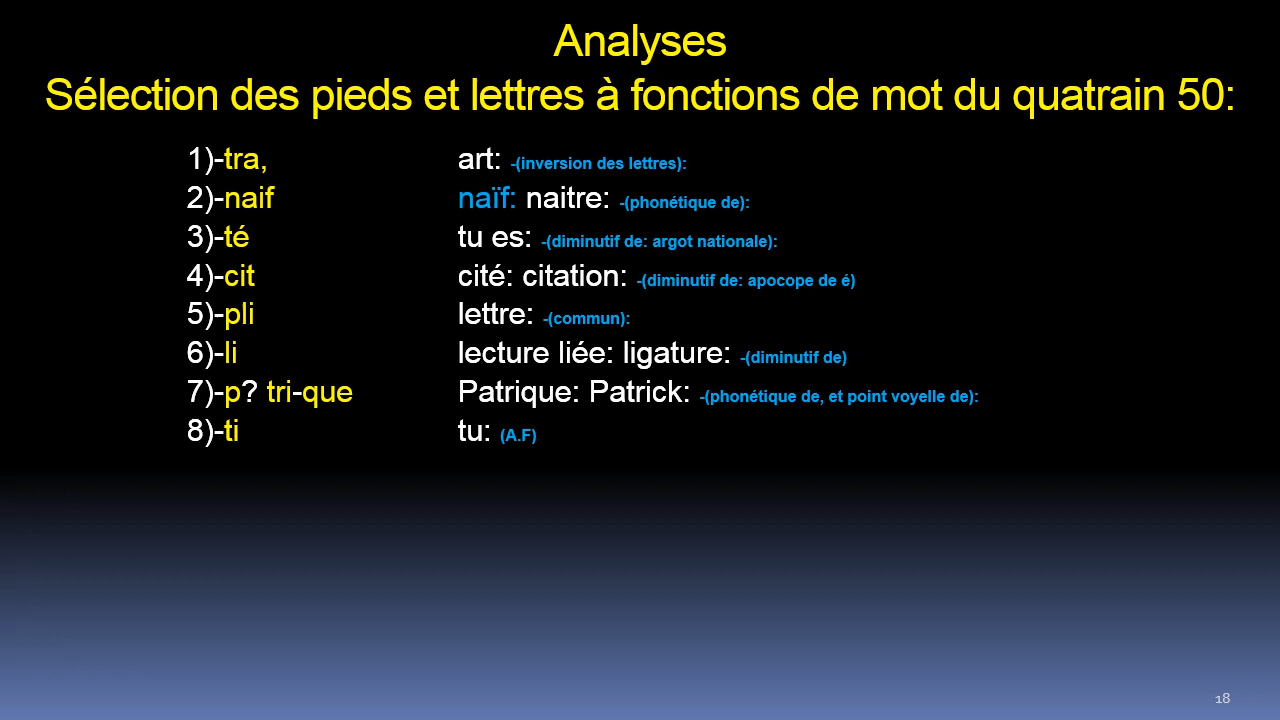 Analyses
Sélection des pieds et lettres à fonctions de mot du quatrain 50:
1)-tra, art: -(inversion des lettres):
2)-naif naïf: naitre: -(phonétique de):
3)-té tu es: -(diminutif de: argot nationale):
4)-cit cité: citation: -(diminutif de: apocope de é)
5)-pli lettre: -(commun):
6)-li lecture liée: ligature: -(diminutif de)
7)-p? tri-que Patrique: Patrick: -(phonétique de, et point voyelle de):
8)-ti tu: (A.F)
18